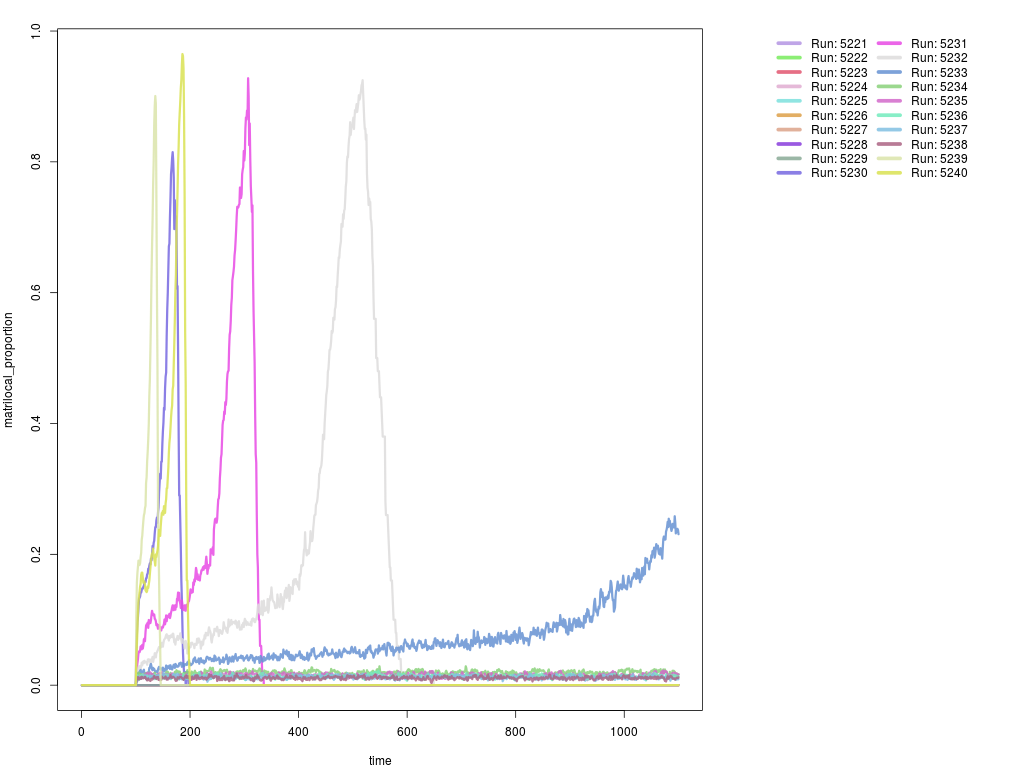 1.0
0.8
0.6
0.4
0.2
0.0
matrilocal_proportion
0 200 400 600 800 1000
time
Run: 5221 Run: 5231
Run: 5222 Run: 5232
Run: 5223 Run: 5233
Run: 5224 Run: 5234
Run: 5225 Run: 5235
Run: 5226 Run: 5236
Run: 5227 Run: 5237
Run: 5228 Run: 5238
Run: 5229 Run: 5239
Run: 5230 Run: 5240